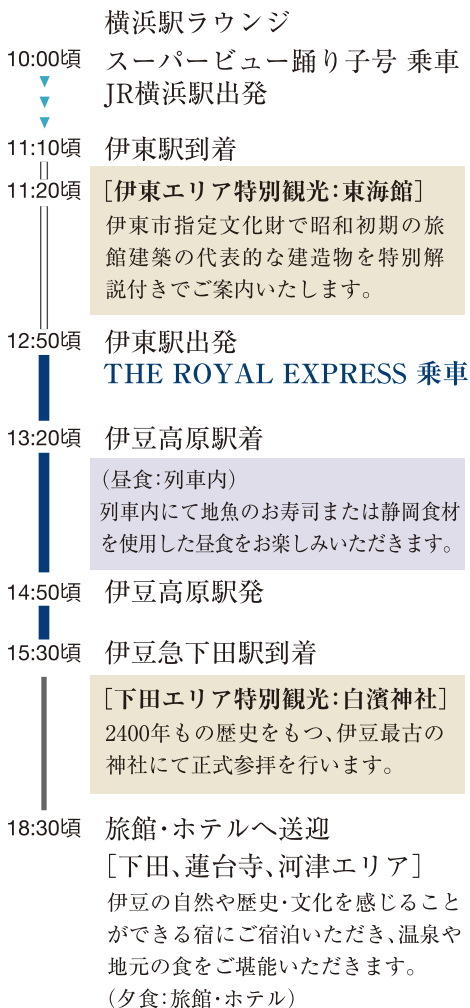 横浜駅ラウンジ
10:00頃 スーパービュー踊り子号 乗車
JR横浜駅出発
11:10頃 伊東駅到着
11:20頃 [伊東エリア特別観光:東海館]
伊東市指定文化財で昭和初期の旅
館建築の代表的な建造物を特別解
説付きでご案内いたします。
12:50頃 伊東駅出発
THE ROYAL EXPRESS 乗車
13:20頃 伊豆高原駅着
(昼食:列車内)
列車内にて地魚のお寿司または静岡食材
を使用した昼食をお楽しみいただきます。
14:50頃 伊豆高原駅発
15:30頃 伊豆急下田駅到着
[下田エリア特別観光:白濱神社]
2400年もの歴史をもつ、伊豆最古の
神社にて正式参拝を行います。
18:30頃 旅館・ホテルへ送迎
[下田、蓮台寺、河津エリア]
伊豆の自然や歴史・文化を感じること
ができる宿にご宿泊いただき、温泉や
地元の食をご堪能いただきます。
(夕食:旅館・ホテル)